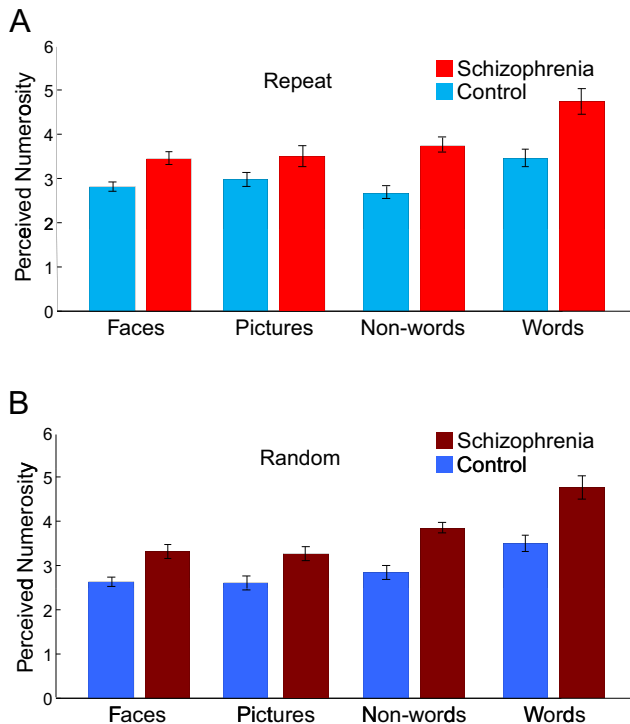 A
6
Repeat
Schizophrenia
Control
5
4
3
2
1
0
Perceived Numerosity
Faces Pictures Non-words Words
B
6
Random
Schizophrenia
Control
5
4
3
2
1
0
Perceived Numerosity
Faces Pictures Non-words Words